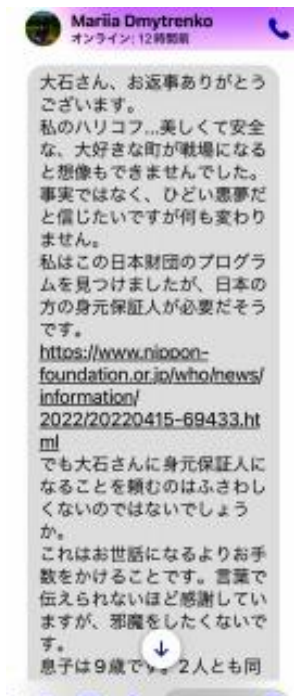 Mariia Dmytrenko
オンライン: 12時間前
大石さん、お返事ありがとう
ございます。
私のハリコフ...美しくて安全
な、大好きな町が戦場になる
と想像もできませんでした。
事実ではなく、ひどい悪夢だ
と信じたいですが何も変わり
ません。
私はこの日本財団のプログラ
ムを見つけましたが、日本の
方の身元保証人が必要だそう
です。
https://www.nippon-
foundation.or.jp/who/news/
information/
2022/20220415-69433.ht
ml
でも大石さんに身元保証人に
なることを頼むのはふさわし
くないのではないでしょう
か。
これはお世話になるよりお手
数をかけることです。言葉で
伝えられないほど感謝してい
ますが、邪魔をしたくないで
す。
息子は9歳です。2人とも同